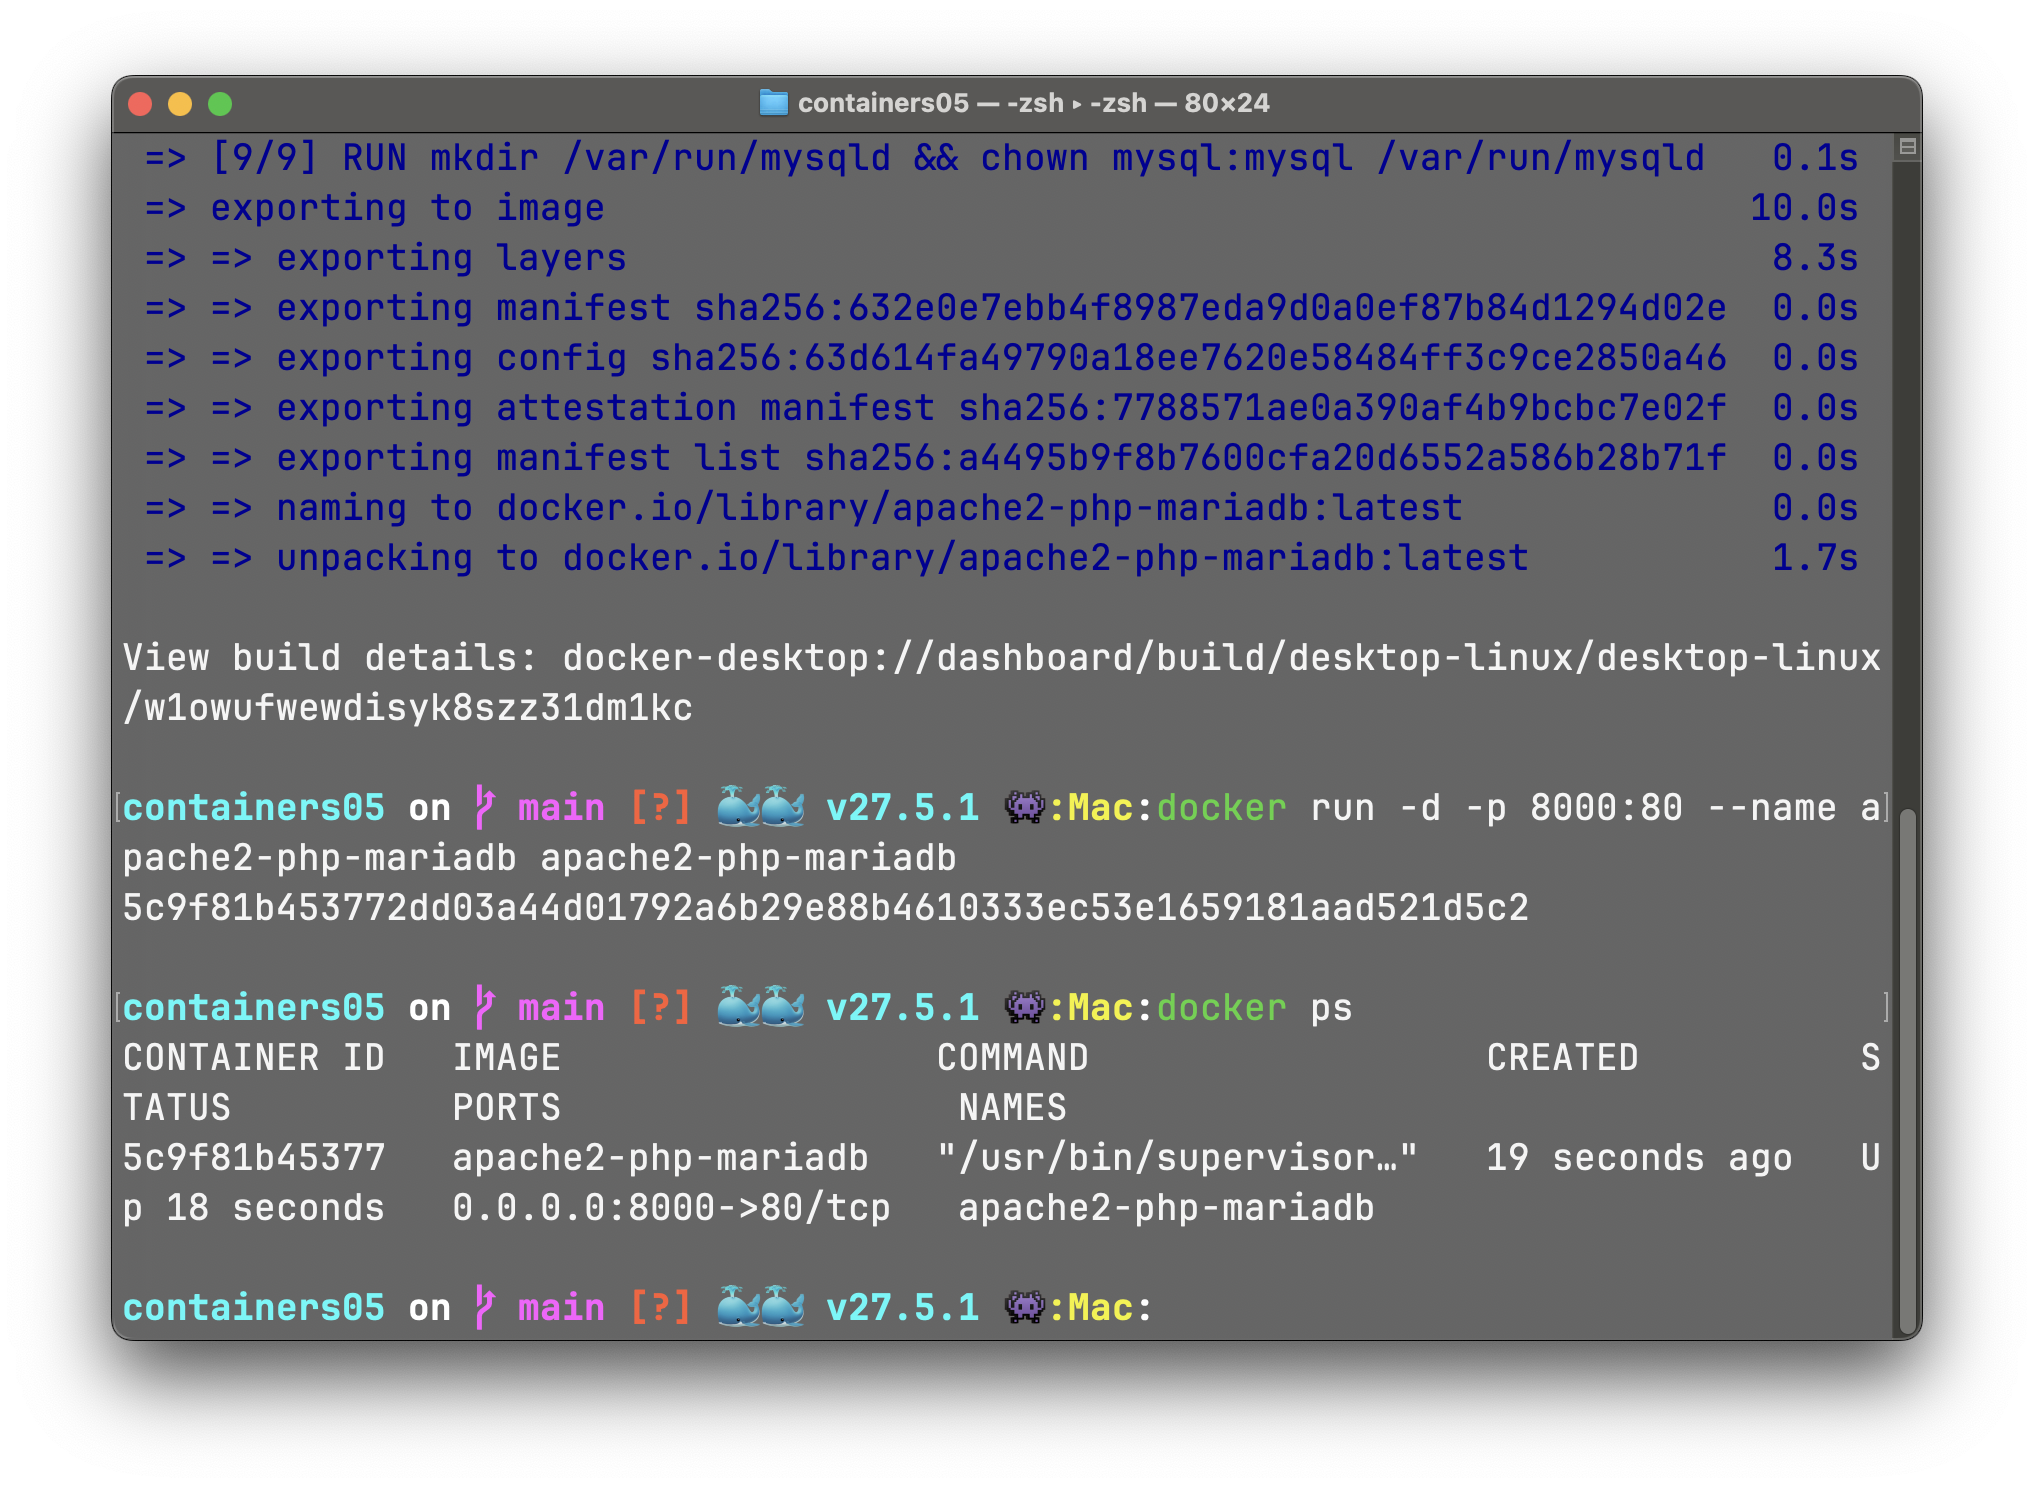 containers05 — -zsh ▸ -zsh — 80×24
=> [9/9] RUN mkdir /var/run/mysqld && chown mysql:mysql /var/run/mysqld 0.1s
=> exporting to image 10.0s
=> => exporting layers 8.3s
=> => exporting manifest sha256:632e0e7ebb4f8987eda9d0a0ef87b84d1294d02e 0.0s
=> => exporting config sha256:63d614fa49790a18ee7620e58484ff3c9ce2850a46 0.0s
=> => exporting attestation manifest sha256:7788571ae0a390af4b9bcbc7e02f 0.0s
=> => exporting manifest list sha256:a4495b9f8b7600cfa20d6552a586b28b71f 0.0s
=> => naming to docker.io/library/apache2-php-mariadb:latest 0.0s
=> => unpacking to docker.io/library/apache2-php-mariadb:latest 1.7s
View build details: docker-desktop://dashboard/build/desktop-linux/desktop-linux
/w1owufwewdisyk8szz31dm1kc
containers05 on main [?] 🐳🐳 v27.5.1 👾:Mac:docker run -d -p 8000:80 --name a
pache2-php-mariadb apache2-php-mariadb
5c9f81b453772dd03a44d01792a6b29e88b4610333ec53e1659181aad521d5c2
containers05 on main [?] 🐳🐳 v27.5.1 👾:Mac:docker ps
CONTAINER ID IMAGE COMMAND CREATED S
TATUS PORTS NAMES
5c9f81b45377 apache2-php-mariadb "/usr/bin/supervisor…" 19 seconds ago U
p 18 seconds 0.0.0.0:8000->80/tcp apache2-php-mariadb
containers05 on main [?] 🐳🐳 v27.5.1 👾:Mac: